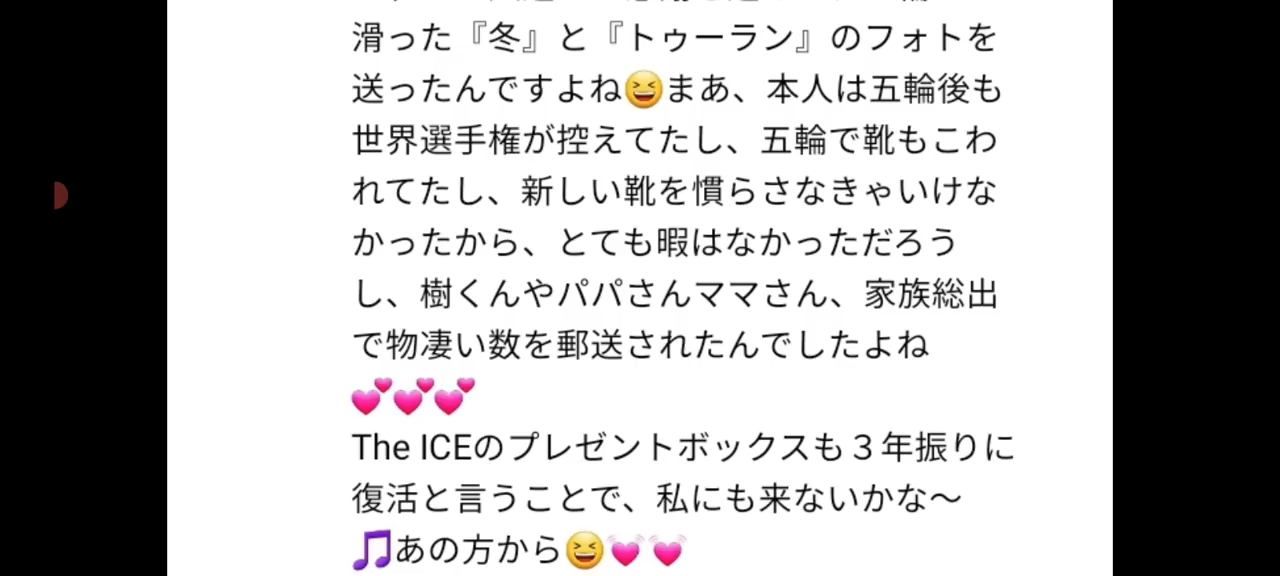 滑った『冬』と『トゥーラン』のフォトを
送ったんですよね😆まあ、本人は五輪後も
世界選手権が控えてたし、五輪で靴もこわ
れてたし、新しい靴を慣らさなきゃいけな
かったから、とても暇はなかっただろう
し、樹くんやパパさんママさん、家族総出
で物凄い数を郵送されたんでしたよね
💕💕💕
The ICEのプレゼントボックスも３年振りに
復活と言うことで、私にも来ないかな〜
🎵あの方から😆💓💓